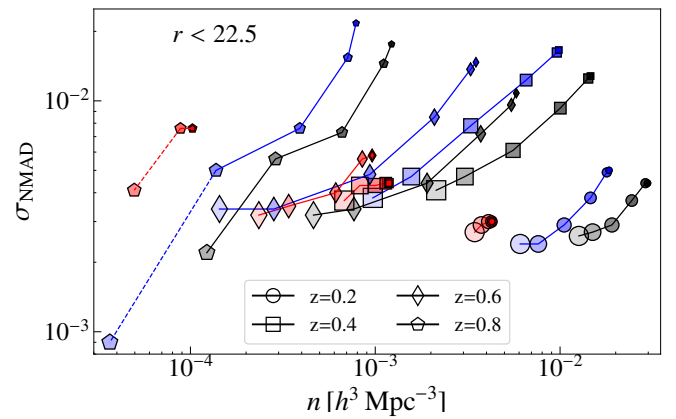 r < 22.5
10⁻²
10⁻³
σNMAD
z=0.2
z=0.6
z=0.4
z=0.8
10⁻⁴
10⁻³
10⁻²
n [h³ Mpc⁻³]